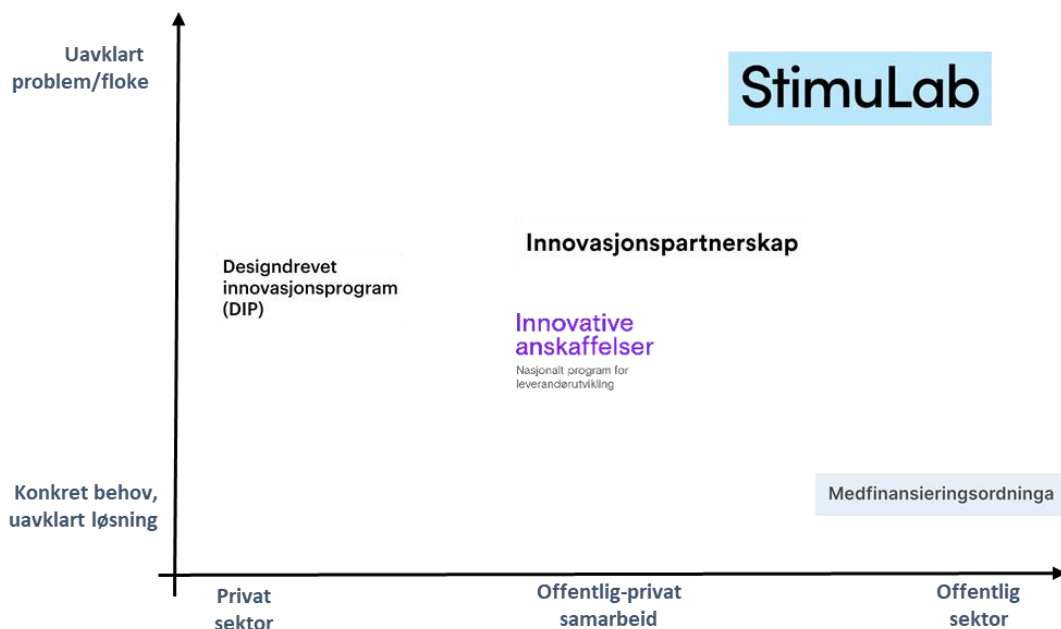 Uavklart
problem/floke
StimuLab
Innovasjonspartnerskap
Designdrevet
innovasjonsprogram
(DIP)
Innovative
anskaffelser
Nasjonalt program for
leverandørutvikling
Konkret behov,
uavklart løsning
Medfinansieringsordninga
Privat
sektor
Offentlig-privat
samarbeid
Offentlig
sektor